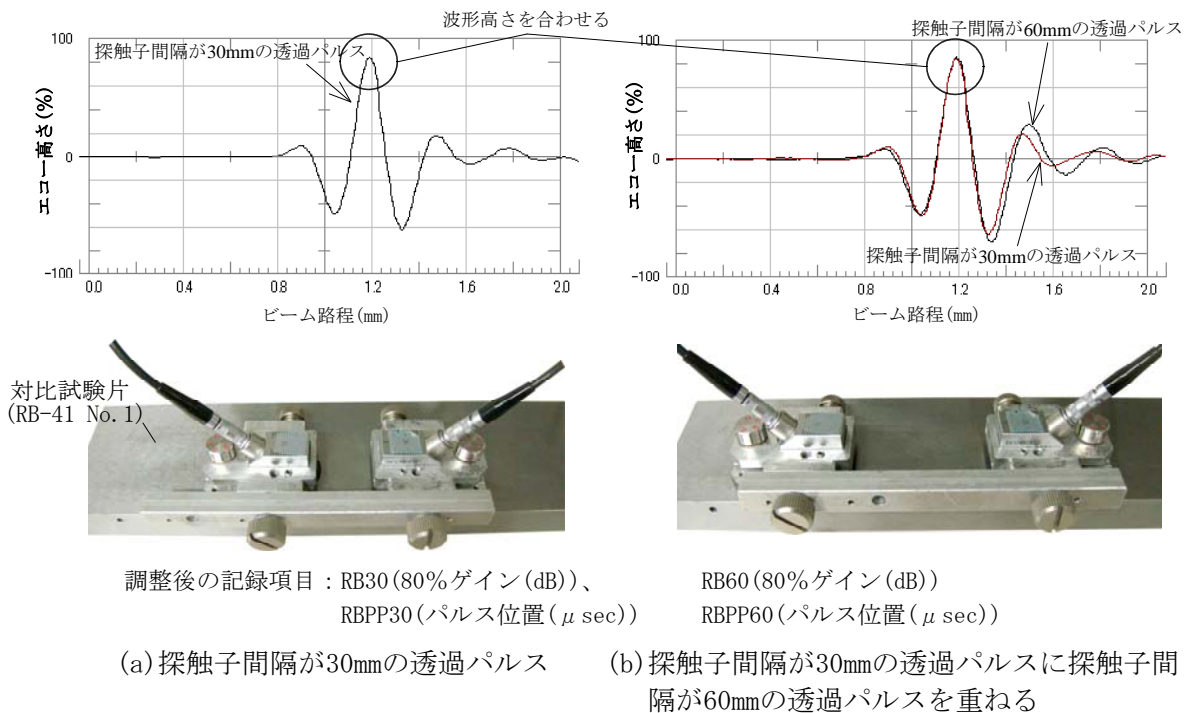 波形高さを合わせる
探触子間隔が30mmの透過パルス
100
0
-100
エコー高さ(%)
0.0 0.4 0.8 1.2 1.6 2.0
ビーム路程(mm)
探触子間隔が60mmの透過パルス
100
0
-100
エコー高さ(%)
探触子間隔が30mmの透過パルス
0.0 0.4 0.8 1.2 1.6 2.0
ビーム路程(mm)
対比試験片
(RB-41 No.1)
調整後の記録項目：RB30(80%ゲイン(dB))、
RBPP30(パルス位置(μsec))
RB60(80%ゲイン(dB))
RBPP60(パルス位置(μsec))
(a)探触子間隔が30mmの透過パルス
(b)探触子間隔が30mmの透過パルスに探触子間
隔が60mmの透過パルスを重ねる